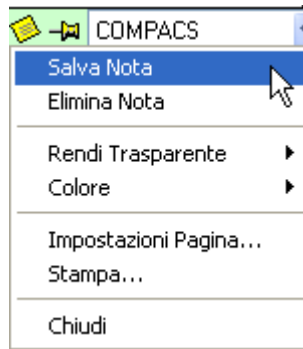 COMPACS
Salva Nota
Elimina Nota
Rendi Trasparente
Colore
Impostazioni Pagina...
Stampa...
Chiudi